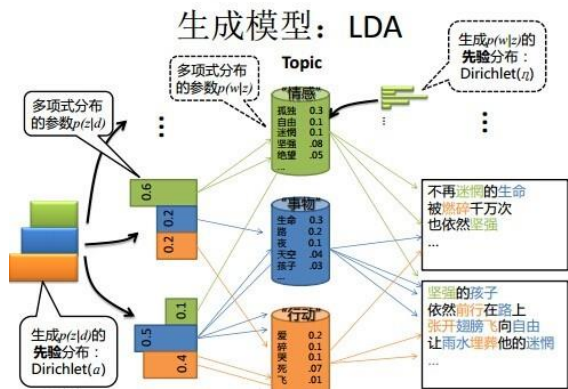 生成模型：LDA
Topic
多项式分布
的参数p(w|z)
生成p(w|z)的
先验分布：
Dirichlet(η)
多项式分布
的参数p(z|d)
...
...
...
"情感"
孤独 0.3
自由 0.1
迷惘 0.1
坚强 .08
绝望 .05
...
0.6
0.2
0.2
"事物"
生命 0.3
路 0.2
夜 0.1
天空 .04
孩子 .03
...
不再迷惘的生命
被燃碎千万次
也依然坚强
...
0.1
0.5
0.4
"行动"
爱 0.2
碎 0.1
哭 0.1
死 .07
飞 .01
坚强的孩子
依然前行在路上
张开翅膀飞向自由
让雨水埋葬他的迷惘
...
生成p(z|d)的
先验分布：
Dirichlet(a)